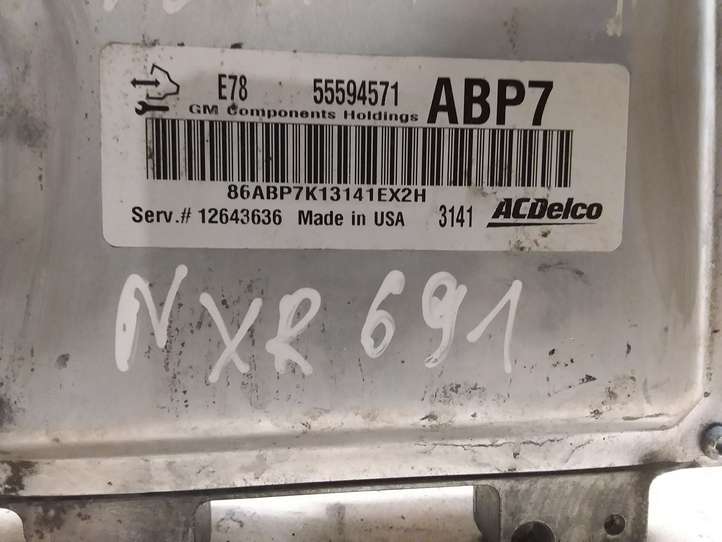 E78 55594571 ABP7
GM Components Holdings
86ABP7K13141EX2H
Serv.# 12643636 Made in USA 3141 ACDelco
NXR 691